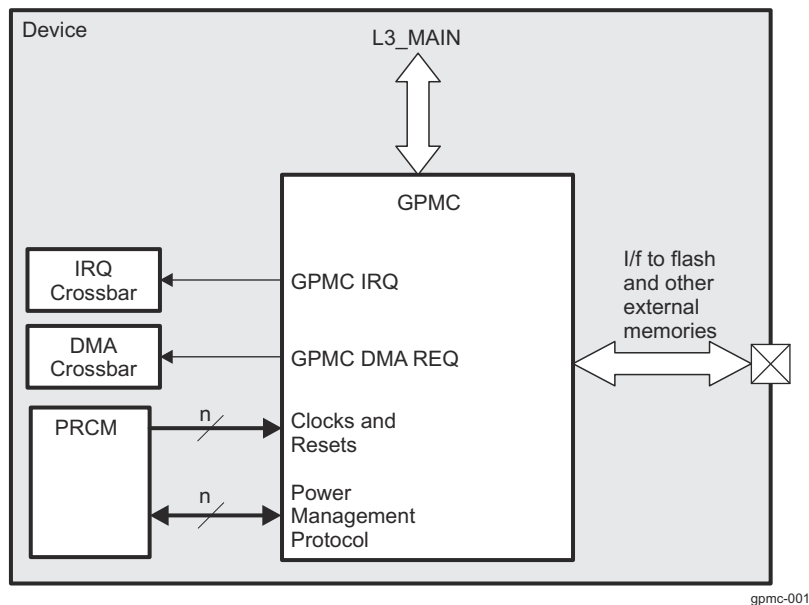 Device
L3_MAIN
GPMC
IRQ
Crossbar
GPMC IRQ
DMA
Crossbar
GPMC DMA REQ
PRCM
n
Clocks and
Resets
n
Power
Management
Protocol
I/f to flash
and other
external
memories
gpmc-001